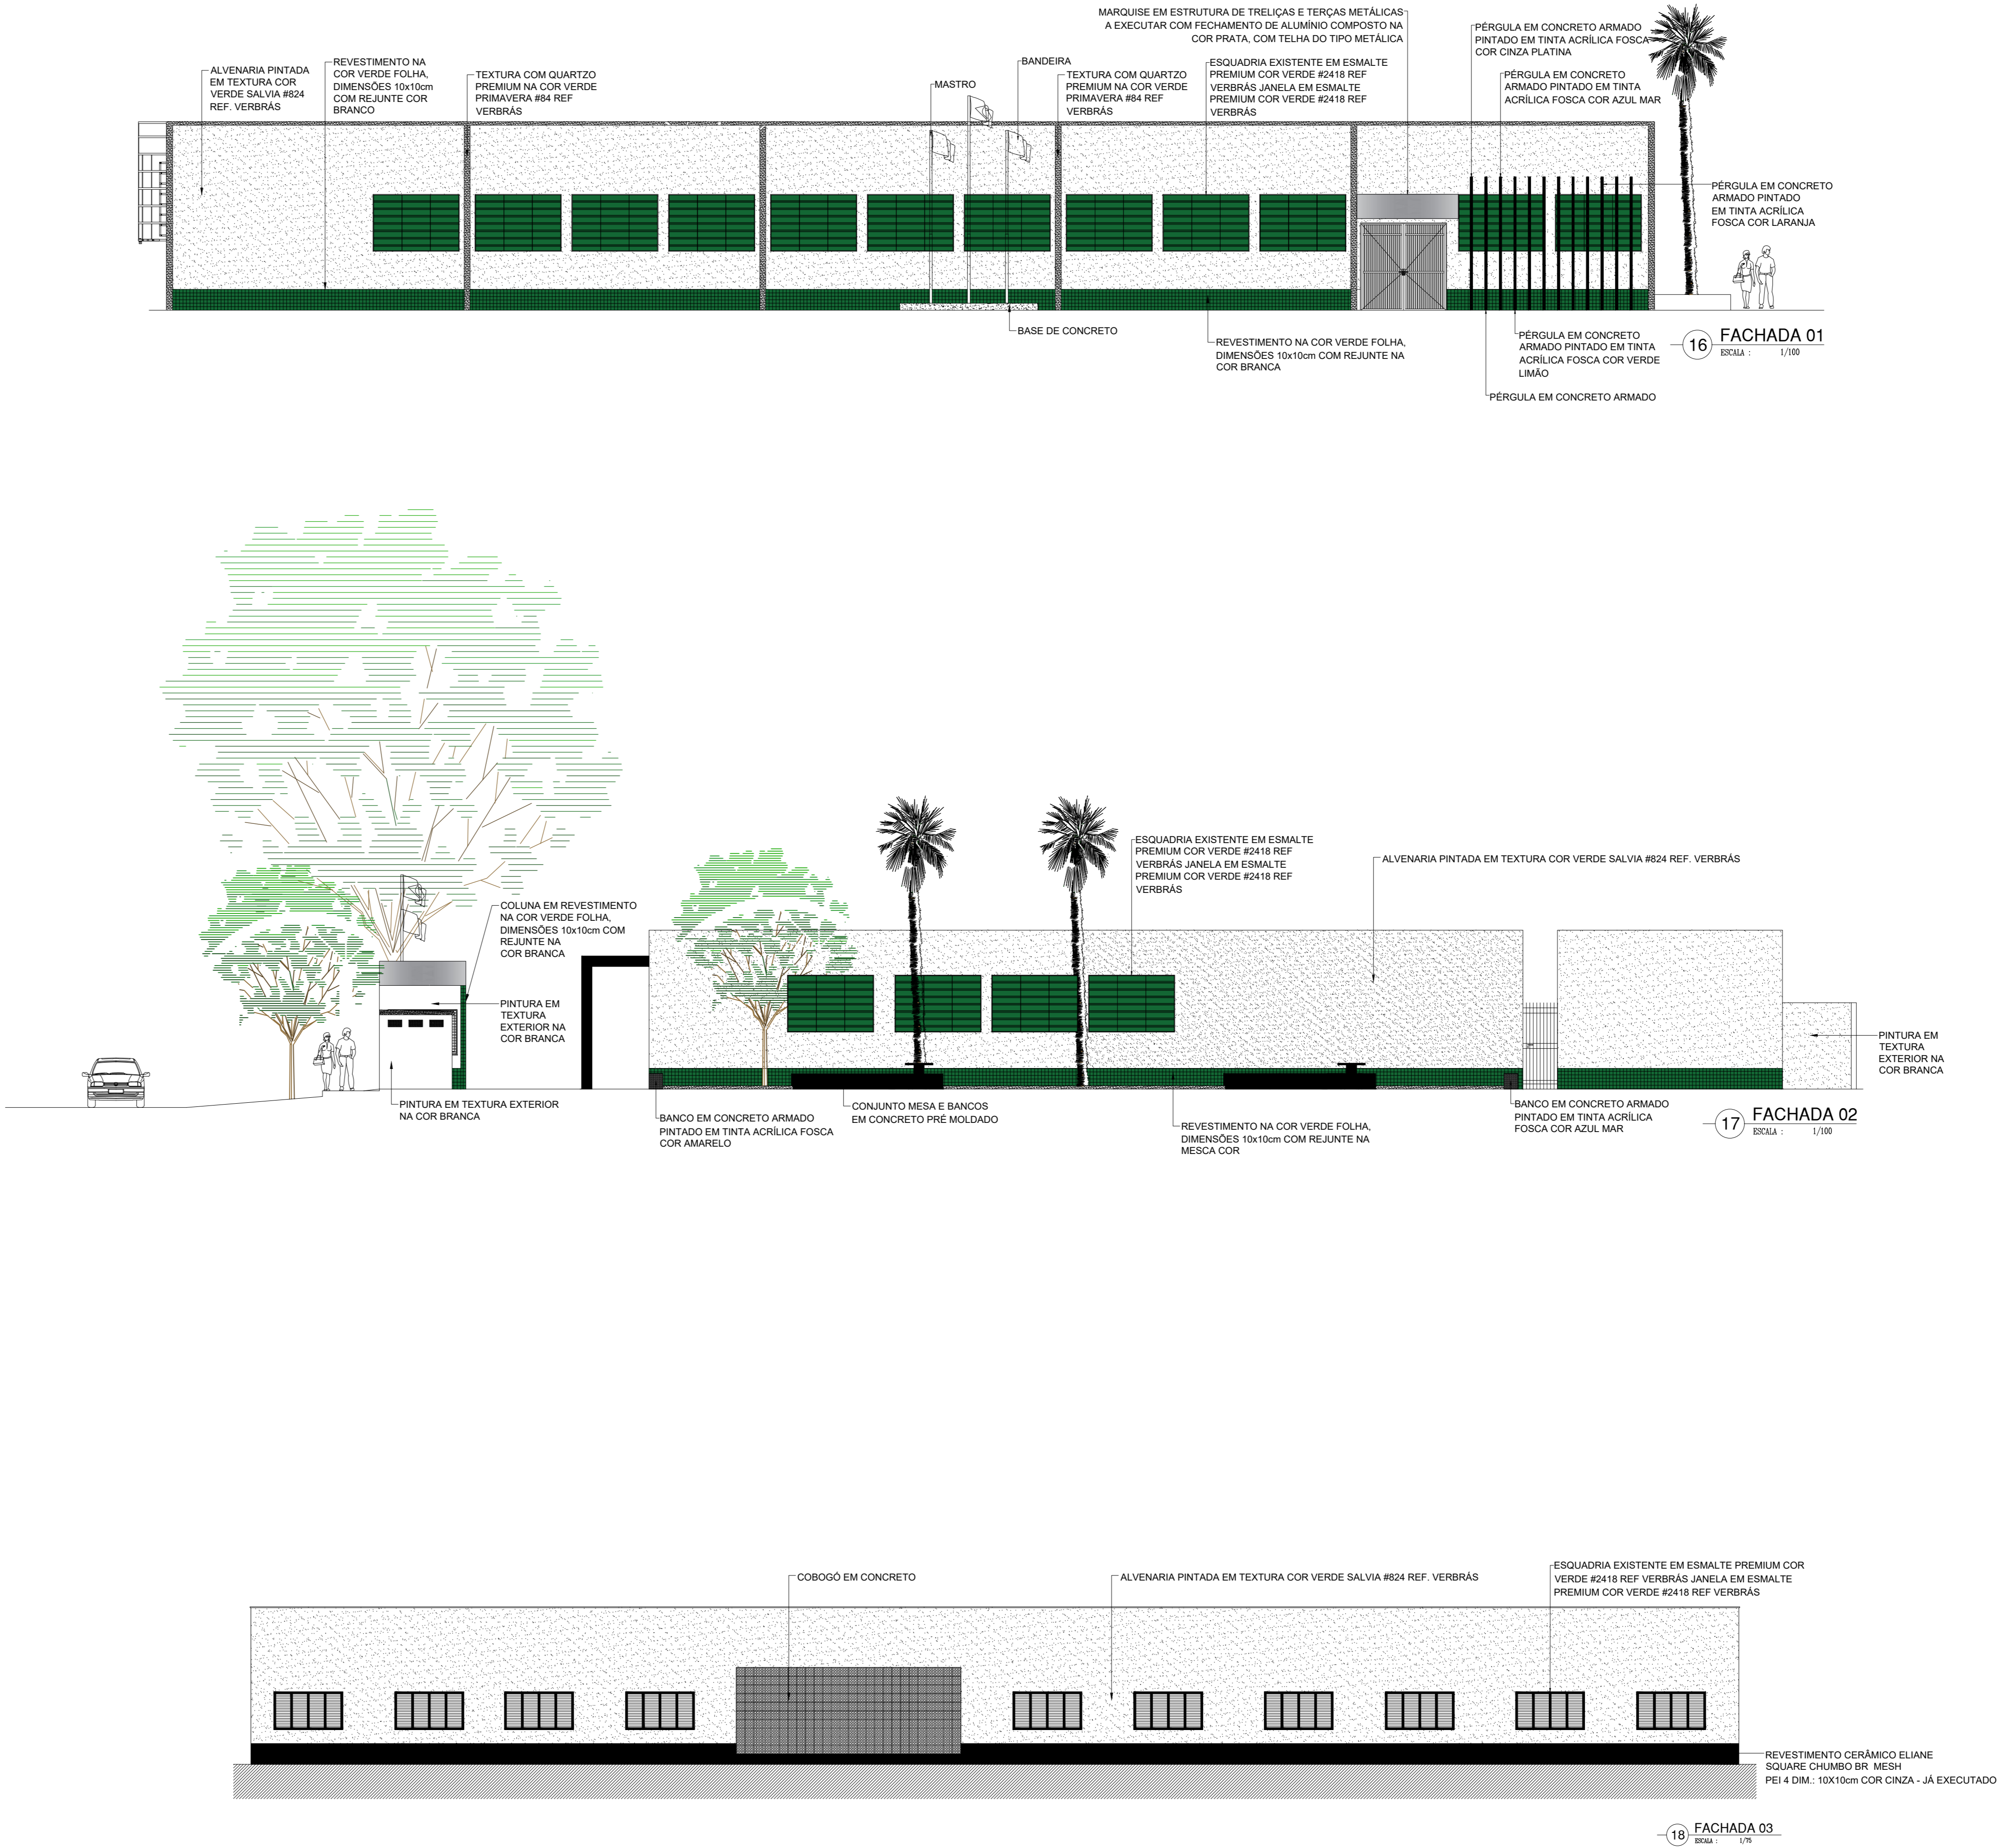 MARQUISE EM ESTRUTURA DE TRELIÇAS E TERÇAS METÁLICAS
A EXECUTAR COM FECHAMENTO DE ALUMÍNIO COMPOSTO NA
COR PRATA, COM TELHA DO TIPO METÁLICA
PÉRGULA EM CONCRETO ARMADO
PINTADO EM TINTA ACRÍLICA FOSCA
COR CINZA PLATINA
ALVENARIA PINTADA
EM TEXTURA COR
VERDE SALVIA #824
REF. VERBRÁS
REVESTIMENTO NA
COR VERDE FOLHA,
DIMENSÕES 10x10cm
COM REJUNTE COR
BRANCO
TEXTURA COM QUARTZO
PREMIUM NA COR VERDE
PRIMAVERA #84 REF
VERBRÁS
MASTRO
BANDEIRA
TEXTURA COM QUARTZO
PREMIUM NA COR VERDE
PRIMAVERA #84 REF
VERBRÁS
ESQUADRIA EXISTENTE EM ESMALTE
PREMIUM COR VERDE #2418 REF
VERBRÁS JANELA EM ESMALTE
PREMIUM COR VERDE #2418 REF
VERBRÁS
PÉRGULA EM CONCRETO
ARMADO PINTADO EM TINTA
ACRÍLICA FOSCA COR AZUL MAR
PÉRGULA EM CONCRETO
ARMADO PINTADO
EM TINTA ACRÍLICA
FOSCA COR LARANJA
BASE DE CONCRETO
REVESTIMENTO NA COR VERDE FOLHA,
DIMENSÕES 10x10cm COM REJUNTE NA
COR BRANCA
PÉRGULA EM CONCRETO
ARMADO PINTADO EM TINTA
ACRÍLICA FOSCA COR VERDE
LIMÃO
PÉRGULA EM CONCRETO ARMADO
16 FACHADA 01
ESCALA : 1/100
ESQUADRIA EXISTENTE EM ESMALTE
PREMIUM COR VERDE #2418 REF
VERBRÁS JANELA EM ESMALTE
PREMIUM COR VERDE #2418 REF
VERBRÁS
ALVENARIA PINTADA EM TEXTURA COR VERDE SALVIA #824 REF. VERBRÁS
COLUNA EM REVESTIMENTO
NA COR VERDE FOLHA,
DIMENSÕES 10x10cm COM
REJUNTE NA
COR BRANCA
PINTURA EM
TEXTURA
EXTERIOR NA
COR BRANCA
PINTURA EM
TEXTURA
EXTERIOR NA
COR BRANCA
PINTURA EM TEXTURA EXTERIOR
NA COR BRANCA
BANCO EM CONCRETO ARMADO
PINTADO EM TINTA ACRÍLICA FOSCA
COR AMARELO
CONJUNTO MESA E BANCOS
EM CONCRETO PRÉ MOLDADO
REVESTIMENTO NA COR VERDE FOLHA,
DIMENSÕES 10x10cm COM REJUNTE NA
MESCA COR
BANCO EM CONCRETO ARMADO
PINTADO EM TINTA ACRÍLICA
FOSCA COR AZUL MAR
17 FACHADA 02
ESCALA : 1/100
COBOGÓ EM CONCRETO
ALVENARIA PINTADA EM TEXTURA COR VERDE SALVIA #824 REF. VERBRÁS
ESQUADRIA EXISTENTE EM ESMALTE PREMIUM COR
VERDE #2418 REF VERBRÁS JANELA EM ESMALTE
PREMIUM COR VERDE #2418 REF VERBRÁS
REVESTIMENTO CERÂMICO ELIANE
SQUARE CHUMBO BR MESH
PEI 4 DIM.: 10X10cm COR CINZA - JÁ EXECUTADO
18 FACHADA 03
ESCALA : 1/75